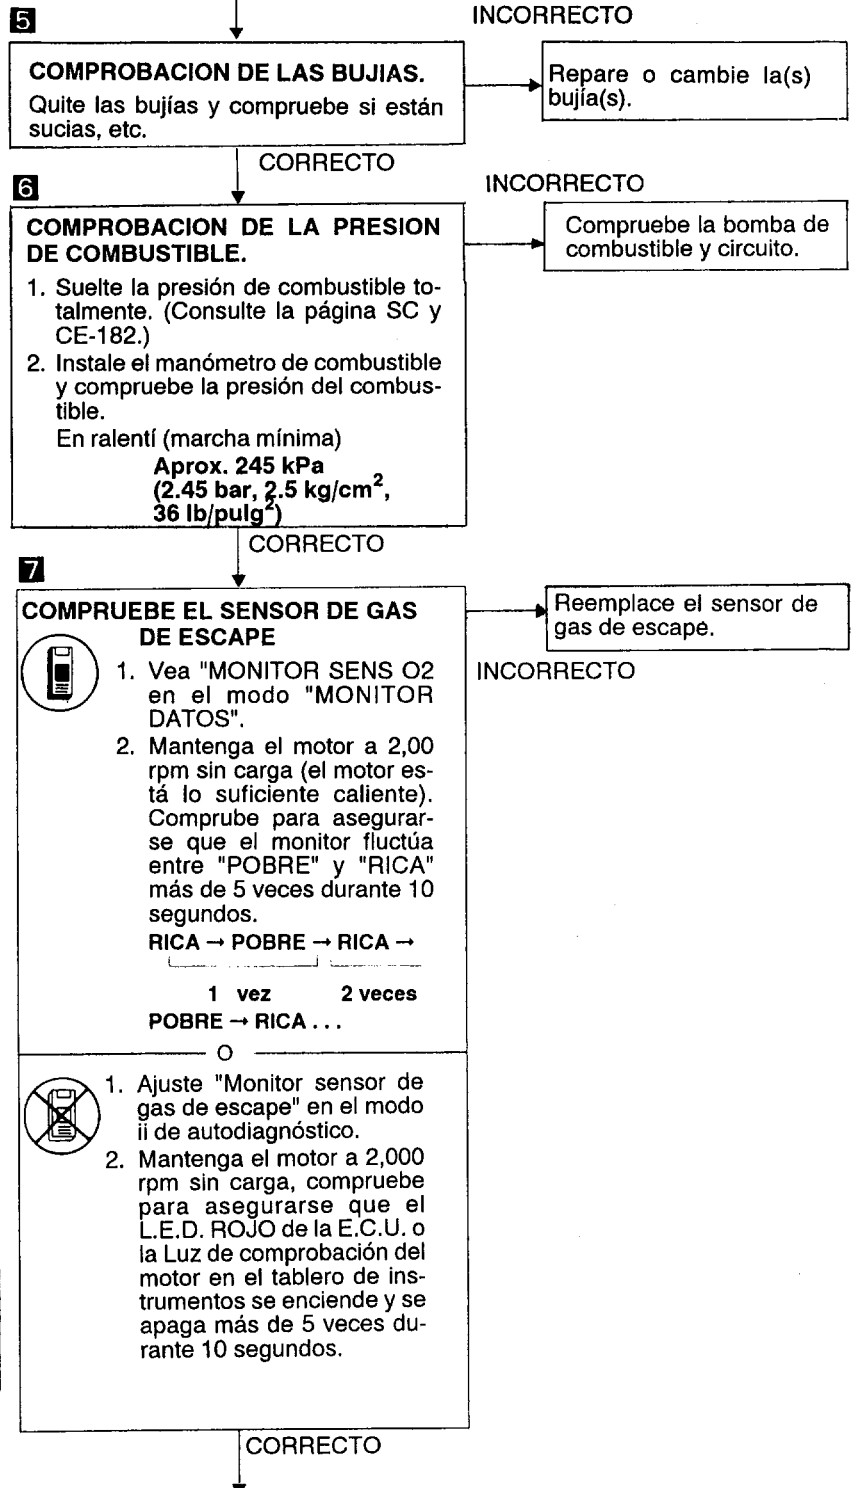 5
INCORRECTO
COMPROBACION DE LAS BUJIAS.
Quite las bujías y compruebe si están
sucias, etc.
Repare o cambie la(s)
bujía(s).
CORRECTO
6
INCORRECTO
COMPROBACION DE LA PRESION
DE COMBUSTIBLE.
1. Suelte la presión de combustible to-
talmente. (Consulte la página SC y
CE-182.)
2. Instale el manómetro de combustible
y compruebe la presión del combus-
tible.
En ralentí (marcha mínima)
Aprox. 245 kPa
(2.45 bar, 2.5 kg/cm²,
36 lb/pulg²)
Compruebe la bomba de
combustible y circuito.
CORRECTO
7
COMPRUEBE EL SENSOR DE GAS
DE ESCAPE
Reemplace el sensor de
gas de escape.
INCORRECTO
1. Vea "MONITOR SENS O2
en el modo "MONITOR
DATOS".
2. Mantenga el motor a 2,00
rpm sin carga (el motor es-
tá lo suficiente caliente).
Comprube para asegurar-
se que el monitor fluctúa
entre "POBRE" y "RICA"
más de 5 veces durante 10
segundos.
RICA → POBRE → RICA →
1 vez 2 veces
POBRE → RICA . . .
O
1. Ajuste "Monitor sensor de
gas de escape" en el modo
ii de autodiagnóstico.
2. Mantenga el motor a 2,000
rpm sin carga, compruebe
para asegurarse que el
L.E.D. ROJO de la E.C.U. o
la Luz de comprobación del
motor en el tablero de ins-
trumentos se enciende y se
apaga más de 5 veces du-
rante 10 segundos.
CORRECTO